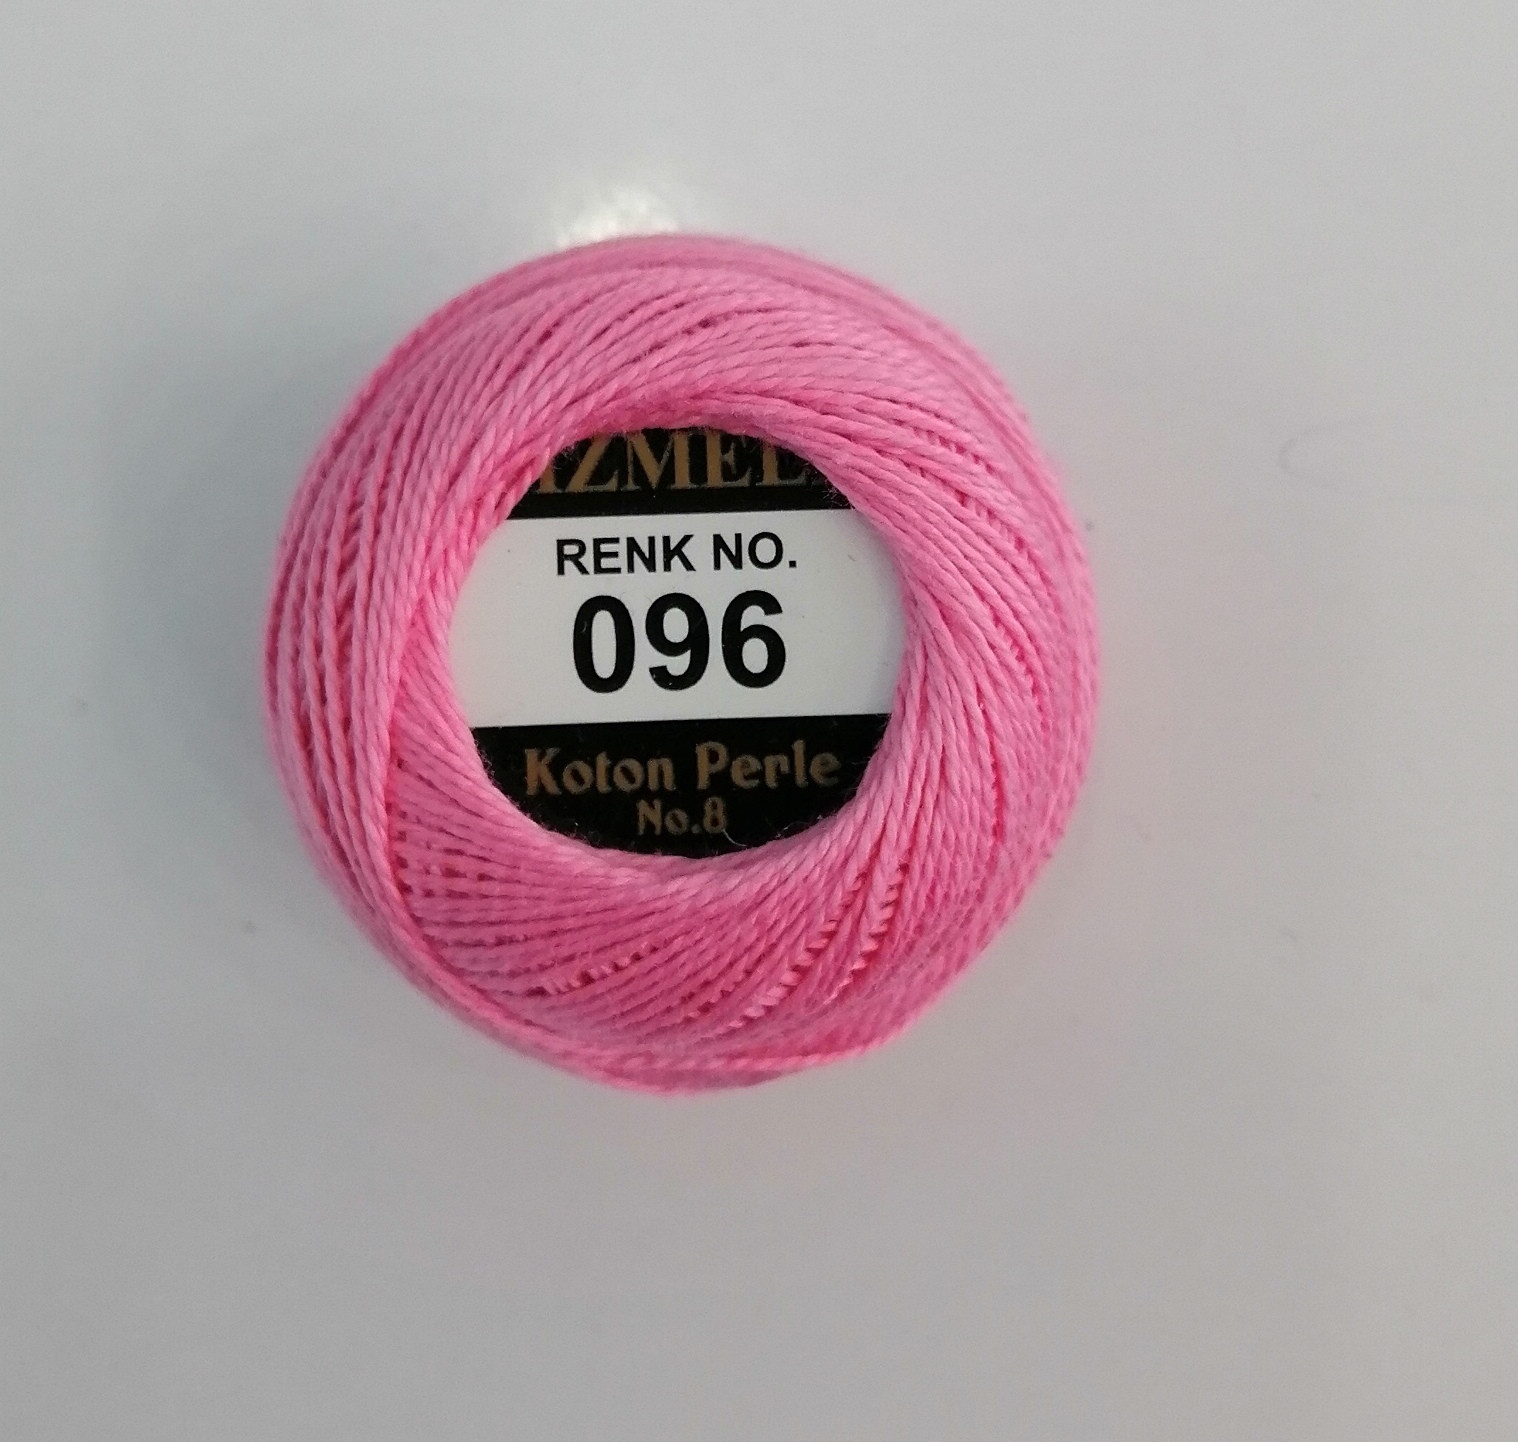 RENK NO.
096
Koton Perle
No.8